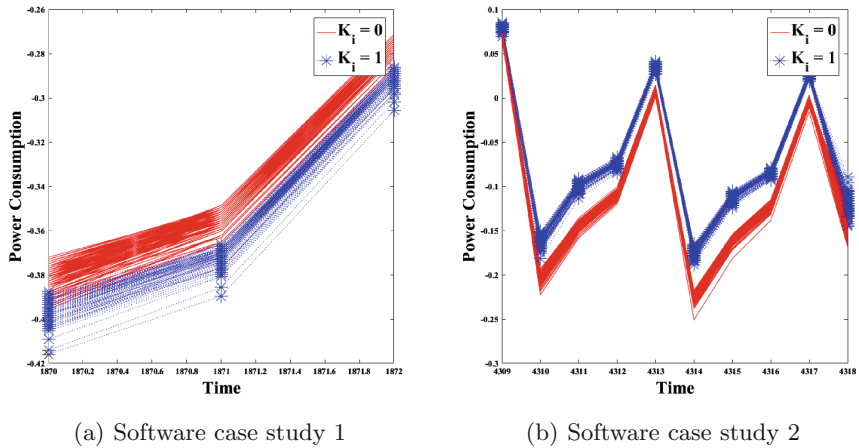 -0.26
-0.28
-0.3
-0.32
-0.34
-0.36
-0.38
-0.4
-0.42
Power Consumption
1870 1870.2 1870.4 1870.6 1870.8 1871 1871.2 1871.4 1871.6 1871.8 1872
Time
K_i = 0
K_i = 1
(a) Software case study 1
0.1
0.05
0
-0.05
-0.1
-0.15
-0.2
-0.25
-0.3
Power Consumption
4309 4310 4311 4312 4313 4314 4315 4316 4317 4318
Time
K_i = 0
K_i = 1
(b) Software case study 2